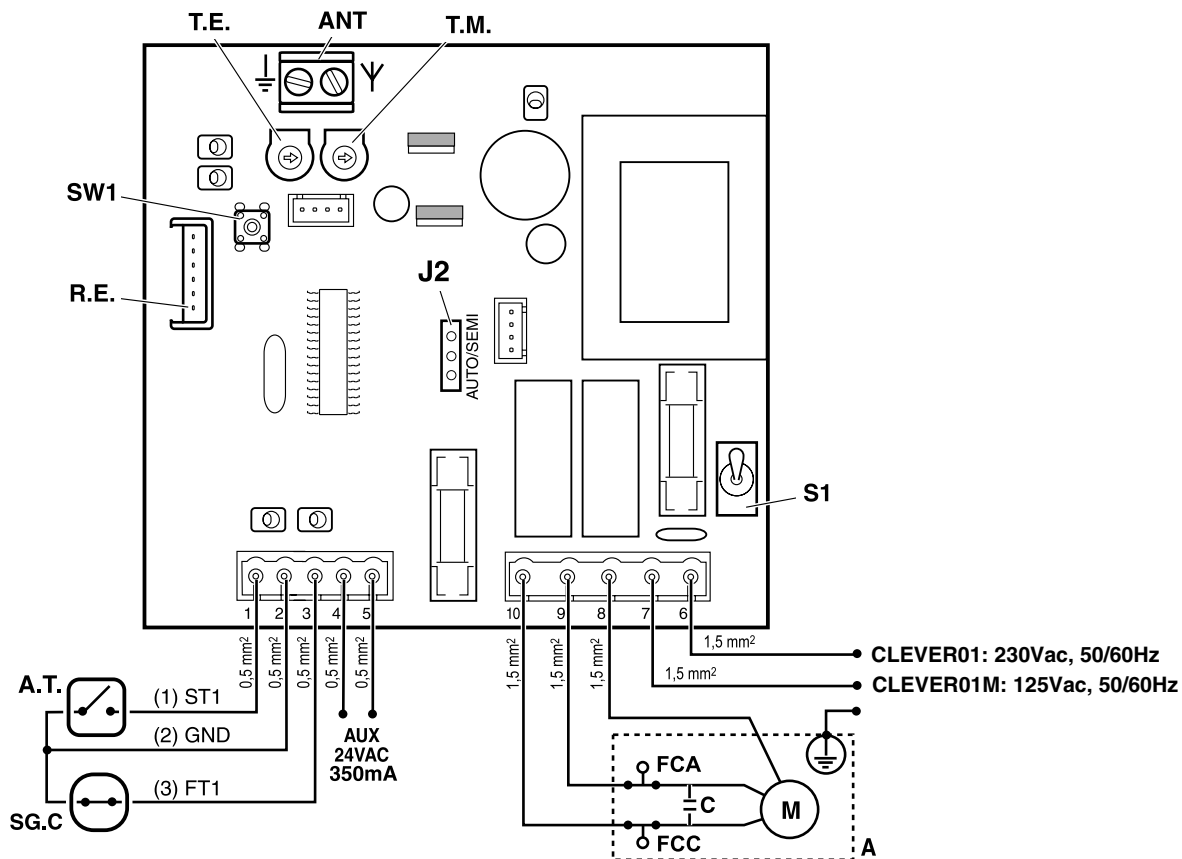 T.E.
ANT
T.M.
SW1
R.E.
J2
AUTO/SEMI
S1
1 2 3 4 5
10 9 8 7 6
0,5 mm²
0,5 mm²
0,5 mm²
0,5 mm²
0,5 mm²
1,5 mm²
1,5 mm²
1,5 mm²
1,5 mm²
1,5 mm²
CLEVER01: 230Vac, 50/60Hz
CLEVER01M: 125Vac, 50/60Hz
A.T.
(1) ST1
(2) GND
(3) FT1
SG.C
AUX
24VAC
350mA
FCA
C
M
FCC
A